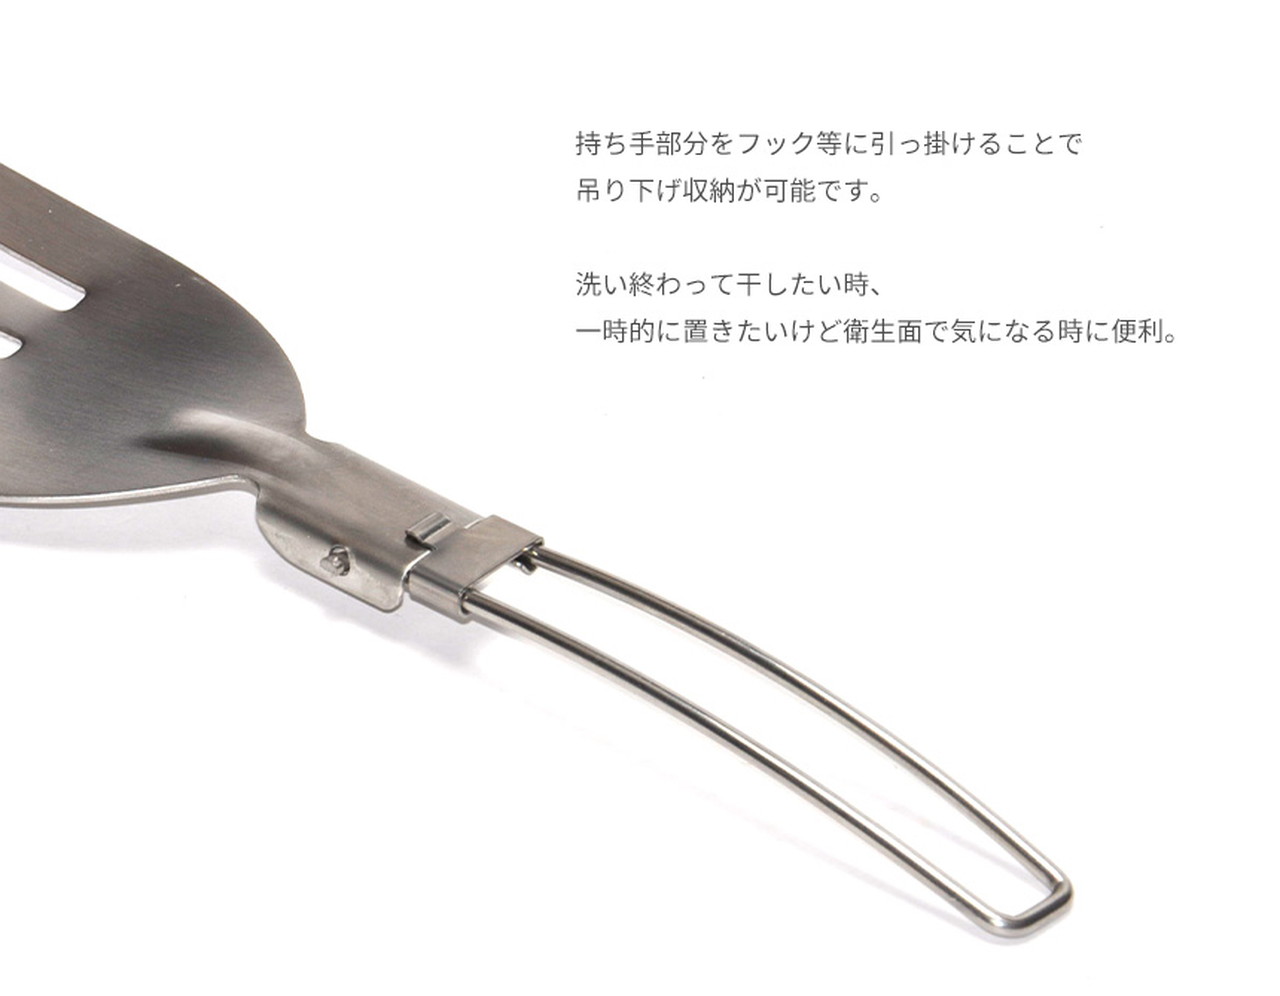 持ち手部分をフック等に引っ掛けることで
吊り下げ収納が可能です。
洗い終わって干したい時、
一時的に置きたいけど衛生面で気になる時に便利。